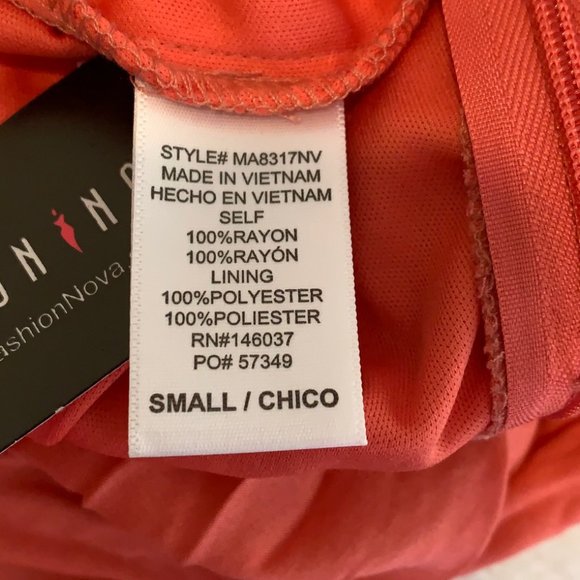 STYLE# MA8317NV
MADE IN VIETNAM
HECHO EN VIETNAM
SELF
100%RAYON
100%RAYÓN
LINING
100%POLYESTER
100%POLIESTER
RN#146037
PO# 57349
SMALL / CHICO
ashionNova.